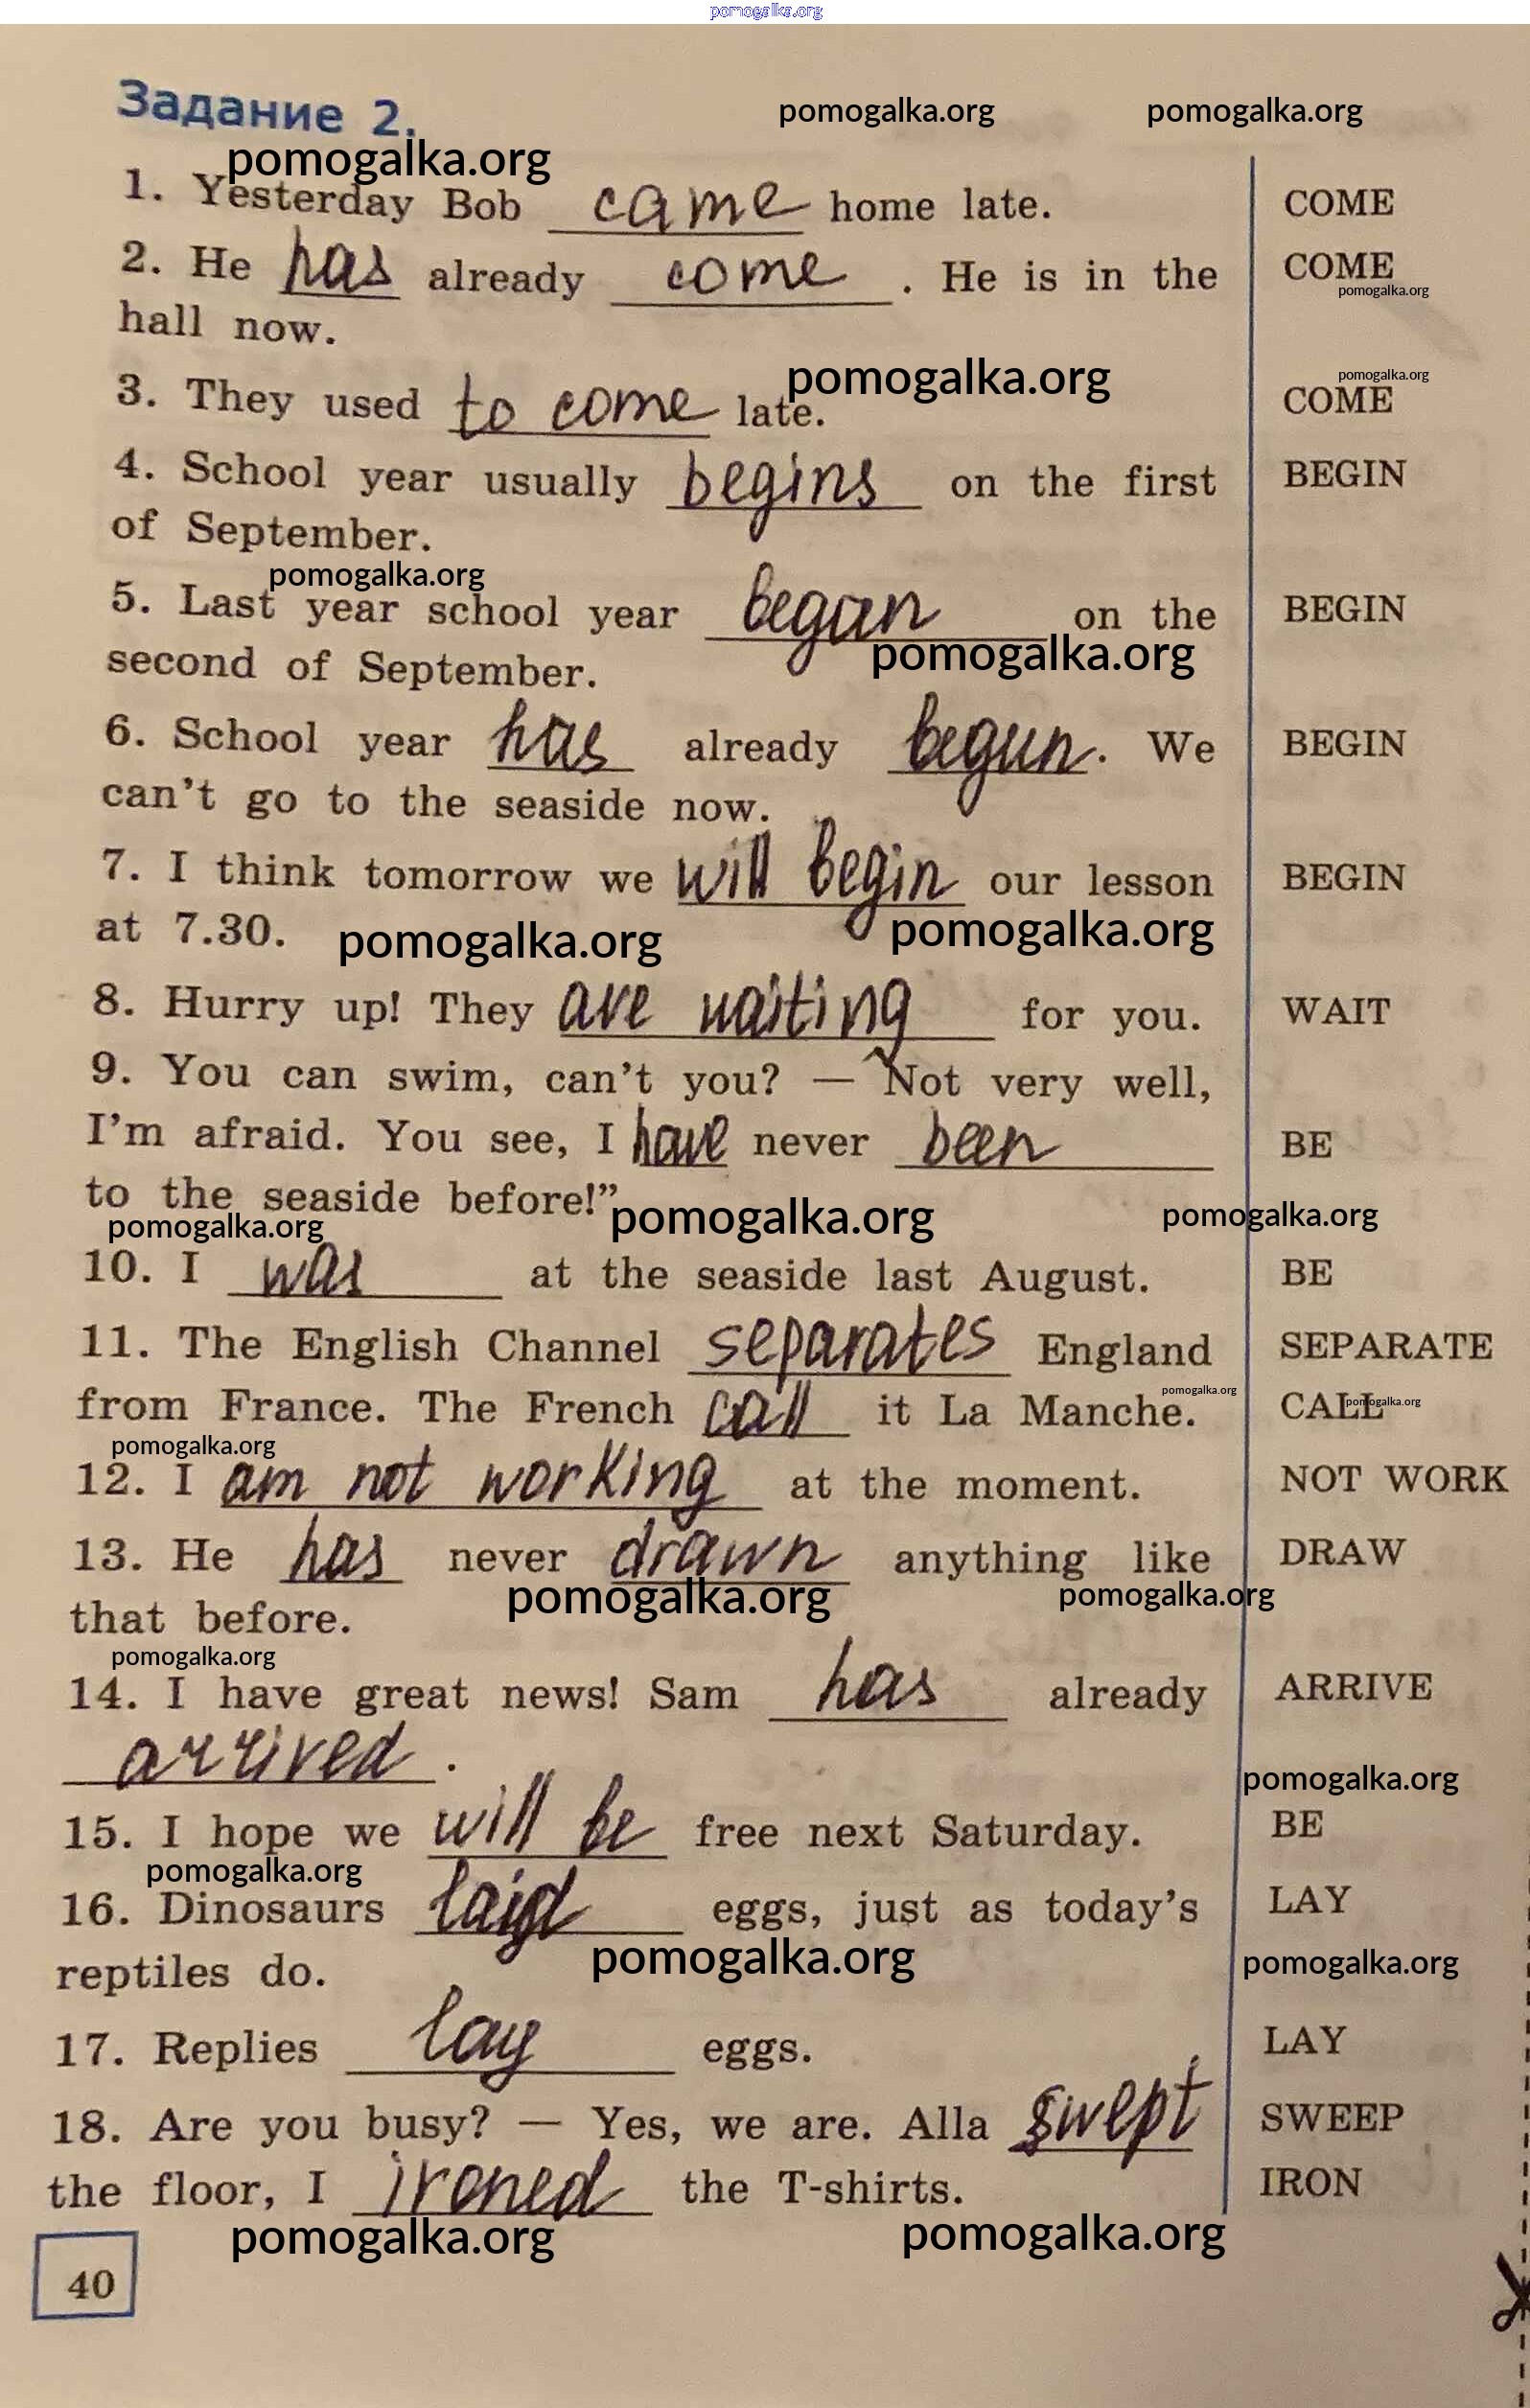 pomogalka.org
Задание 2.
pomogalka.org pomogalka.org
pomogalka.org
1. Yesterday Bob came home late. COME
2. He has already come. He is in the COME
pomogalka.org
hall now.
pomogalka.org pomogalka.org
3. They used to come late. COME
4. School year usually begins on the first BEGIN
of September.
pomogalka.org
5. Last year school year began on the BEGIN
pomogalka.org
second of September.
6. School year has already begun. We BEGIN
can't go to the seaside now.
7. I think tomorrow we will begin our lesson BEGIN
at 7.30. pomogalka.org pomogalka.org
8. Hurry up! They are waiting for you. WAIT
9. You can swim, can't you? — Not very well,
I'm afraid. You see, I have never been BE
to the seaside before!”
pomogalka.org pomogalka.org pomogalka.org
10. I was at the seaside last August. BE
11. The English Channel separates England SEPARATE
pomogalka.org pomogalka.org
from France. The French call it La Manche. CALL
pomogalka.org
12. I am not working at the moment. NOT WORK
13. He has never drawn anything like DRAW
pomogalka.org pomogalka.org
that before.
pomogalka.org
14. I have great news! Sam has already ARRIVE
arrived.
pomogalka.org
15. I hope we will be free next Saturday. BE
pomogalka.org
16. Dinosaurs laid eggs, just as today's LAY
pomogalka.org pomogalka.org
reptiles do.
17. Replies lay eggs. LAY
18. Are you busy? — Yes, we are. Alla swept SWEEP
the floor, I ironed the T-shirts. IRON
pomogalka.org pomogalka.org
40